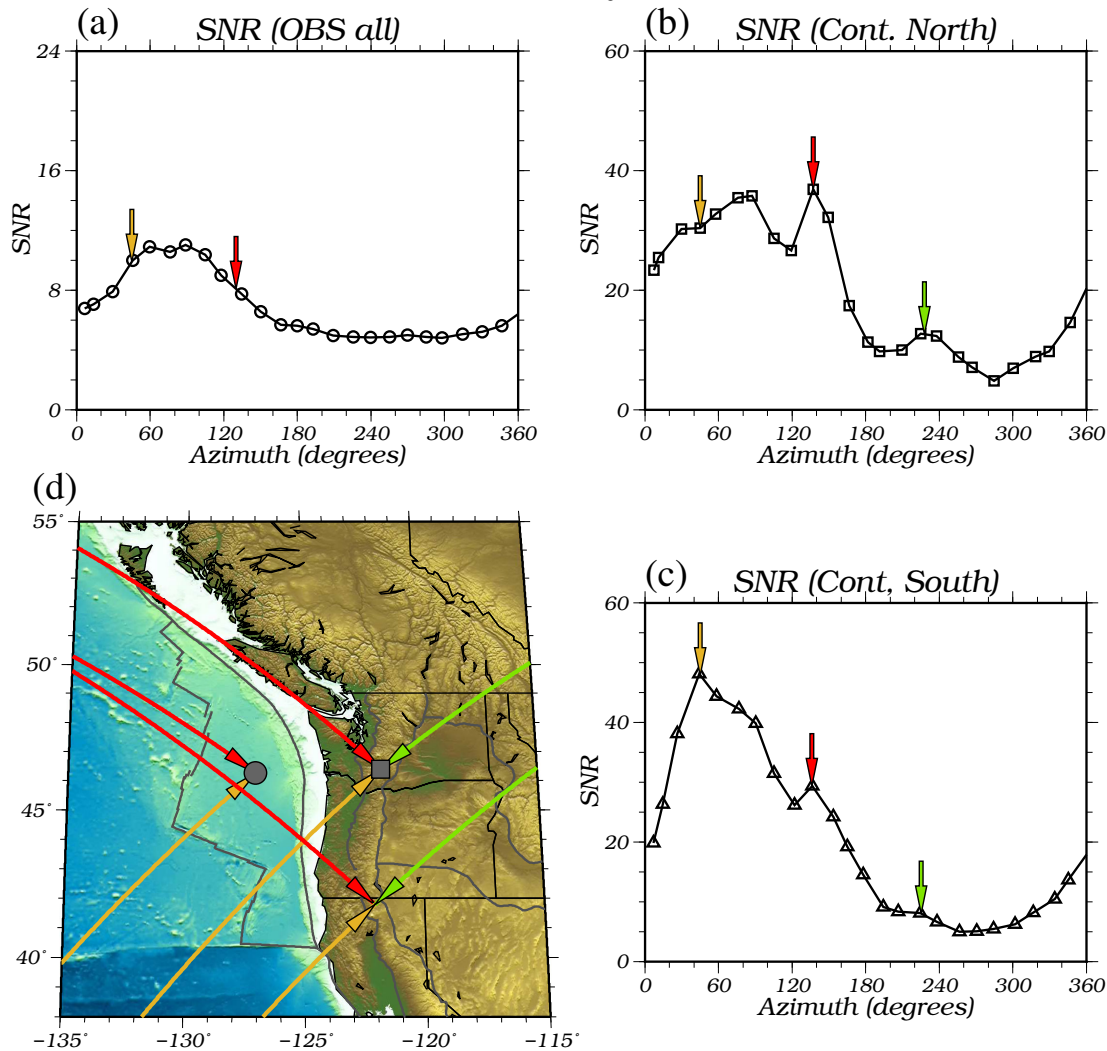 (a)
SNR (OBS all)
24
16
8
0
SNR
0 60 120 180 240 300 360
Azimuth (degrees)
(b)
SNR (Cont. North)
60
40
20
0
SNR
0 60 120 180 240 300 360
Azimuth (degrees)
(d)
55°
50°
45°
40°
−135° −130° −125° −120° −115°
(c)
SNR (Cont, South)
60
40
20
0
SNR
0 60 120 180 240 300 360
Azimuth (degrees)